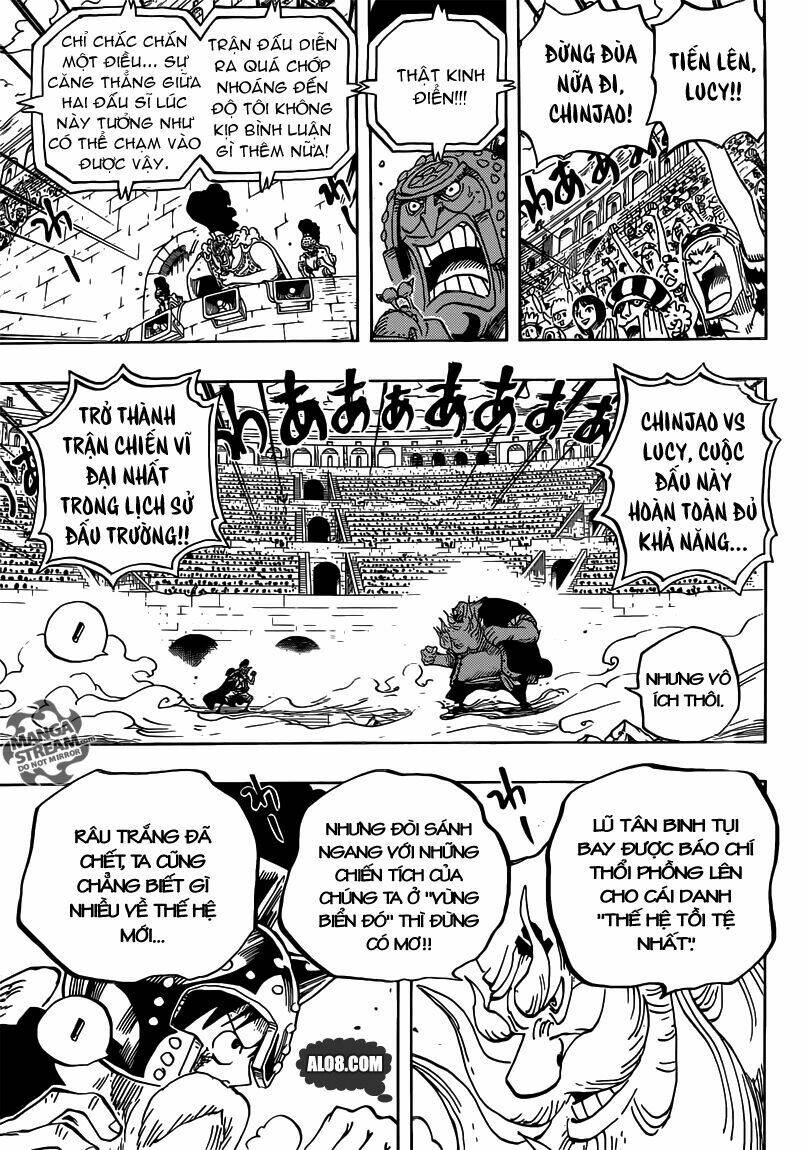 TIẾN LÊN,
LUCY!!
ĐỪNG ĐÙA
NỮA ĐI,
CHINJAO!
わあぁぁぁ
THẬT KINH
ĐIỂN!!!
TRẬN ĐẤU DIỄN
RA QUÁ CHỚP
NHOÁNG ĐẾN
ĐỘ TÔI KHÔNG
KỊP BÌNH LUẬN
GÌ THÊM NỮA!
CHỈ CHẮC CHẮN
MỘT ĐIỀU... SỰ
CĂNG THẲNG GIỮA
HAI ĐẤU SĨ LÚC
NÀY TƯỞNG NHƯ
CÓ THỂ CHẠM VÀO
ĐƯỢC VẬY.
CHINJAO VS
LUCY, CUỘC
ĐẤU NÀY
HOÀN TOÀN ĐỦ
KHẢ NĂNG...
TRỞ THÀNH
TRẬN CHIẾN VĨ
ĐẠI NHẤT
TRONG LỊCH SỬ
ĐẤU TRƯỜNG!!
NHƯNG VÔ
ÍCH THÔI.
MANGA
STREAM.com
DO NOT MIRROR
LŨ TÂN BINH TỤI
BAY ĐƯỢC BÁO CHÍ
THỔI PHỒNG LÊN
CHO CÁI DANH
"THẾ HỆ TỒI TỆ
NHẤT".
NHƯNG ĐÒI SÁNH
NGANG VỚI NHỮNG
CHIẾN TÍCH CỦA
CHÚNG TA Ở "VÙNG
BIỂN ĐÓ" THÌ ĐỪNG
CÓ MƠ!!
RÂU TRẮNG ĐÃ
CHẾT, TA CŨNG
CHẲNG BIẾT GÌ
NHIỀU VỀ THẾ HỆ
MỚI...
ALO8.COM